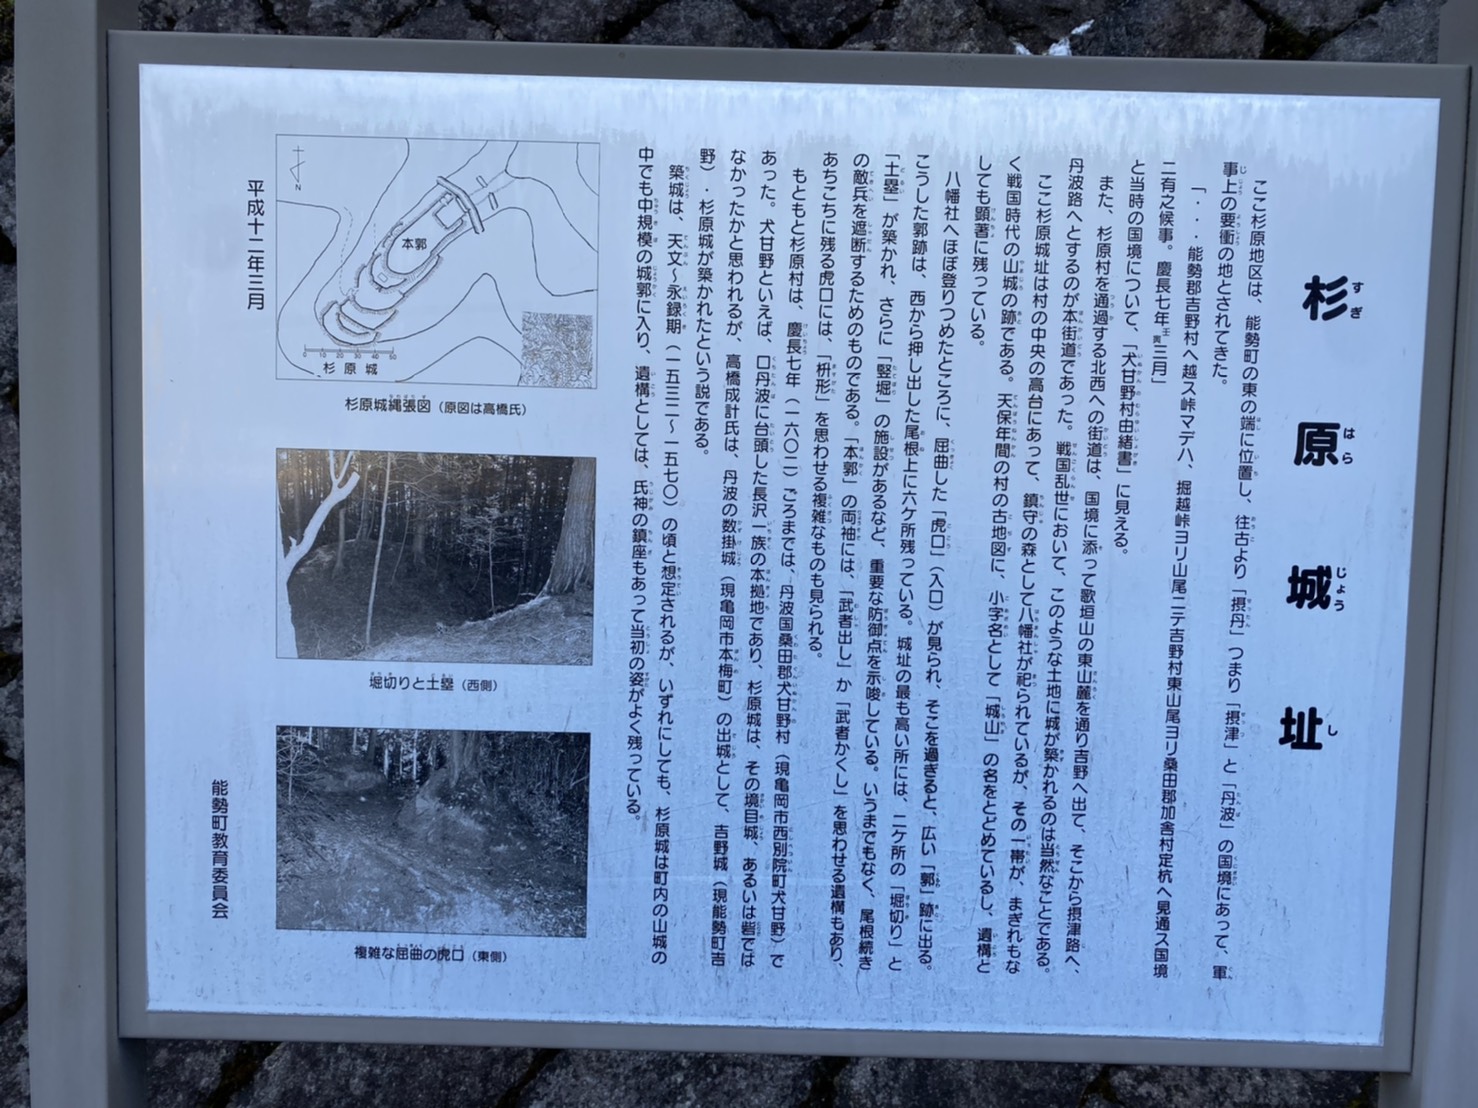 杉原城址
すぎはらじょうし
ここ杉原地区は、能勢町の東の端に位置し、往古より「摂丹」つまり「摂津」と「丹波」の国境にあって、軍
事上の要衝の地とされてきた。
「・・・能勢郡吉野村へ越ス峠マデハ、堀越峠ヨリ山尾ニテ吉野村東山尾ヨリ桑田郡加舎村定杭へ見通ス国境
ニ有之候事。慶長七年壬寅三月」
と当時の国境について、「犬甘野村由緒書」に見える。
また、杉原村を通過する北西への街道は、国境に添って歌垣山の東山麓を通り吉野へ出て、そこから摂津路へ、
丹波路へとするのが本街道であった。戦国乱世において、このような土地に城が築かれるのは当然なことである。
ここ杉原城址は村の中央の高台にあって、鎮守の森として八幡社が祀られているが、その一帯が、まぎれもな
く戦国時代の山城の跡である。天保年間の村の古地図に、小字名として「城山」の名をとどめているし、遺構と
しても顕著に残っている。
八幡社へほぼ登りつめたところに、屈曲した「虎口」（入口）が見られ、そこを過ぎると、広い「郭」跡に出る。
こうした郭跡は、西から押し出した尾根上に六ケ所残っている。城址の最も高い所には、二ケ所の「堀切り」と
「土塁」が築かれ、さらに「竪堀」の施設があるなど、重要な防御点を示唆している。いうまでもなく、尾根続き
の敵兵を遮断するためのものである。「本郭」の両袖には、「武者出し」か「武者かくし」を思わせる遺構もあり、
あちこちに残る虎口には、「枡形」を思わせる複雑なものも見られる。
もともと杉原村は、慶長七年（一六〇二）ごろまでは、丹波国桑田郡犬甘野村（現亀岡市西別院町犬甘野）で
あった。犬甘野といえば、口丹波に台頭した長沢一族の本拠地であり、杉原城は、その境目城、あるいは砦では
なかったかと思われるが、高橋成計氏は、丹波の数掛城（現亀岡市本梅町）の出城として、吉野城（現能勢町吉
野）・杉原城が築かれたという説である。
築城は、天文〜永録期（一五三二〜一五七〇）の頃と想定されるが、いずれにしても、杉原城は町内の山城の
中でも中規模の城郭に入り、遺構としては、氏神の鎮座もあって当初の姿がよく残っている。
N
本郭
0 10 20 30 40 50
杉原城
杉原城縄張図（原図は高橋氏）
堀切りと土塁（西側）
複雑な屈曲の虎口（東側）
平成十二年三月
能勢町教育委員会